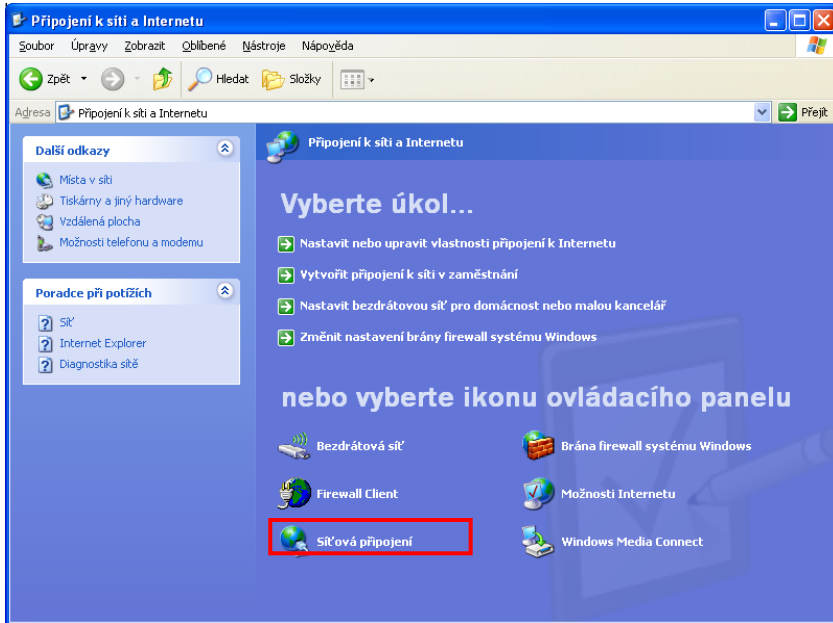 Připojení k síti a Internetu
Soubor Úpravy Zobrazit Oblíbené Nástroje Nápověda
Zpět Hledat Složky
Adresa Připojení k síti a Internetu Přejít
Další odkazy
Místa v síti
Tiskárny a jiný hardware
Vzdálená plocha
Možnosti telefonu a modemu
Poradce při potížích
Síť
Internet Explorer
Diagnostika sítě
Připojení k síti a Internetu
Vyberte úkol...
Nastavit nebo upravit vlastnosti připojení k Internetu
Vytvořit připojení k síti v zaměstnání
Nastavit bezdrátovou síť pro domácnost nebo malou kancelář
Změnit nastavení brány firewall systému Windows
nebo vyberte ikonu ovládacího panelu
Bezdrátová síť Brána firewall systému Windows
Firewall Client Možnosti Internetu
Síťová připojení Windows Media Connect